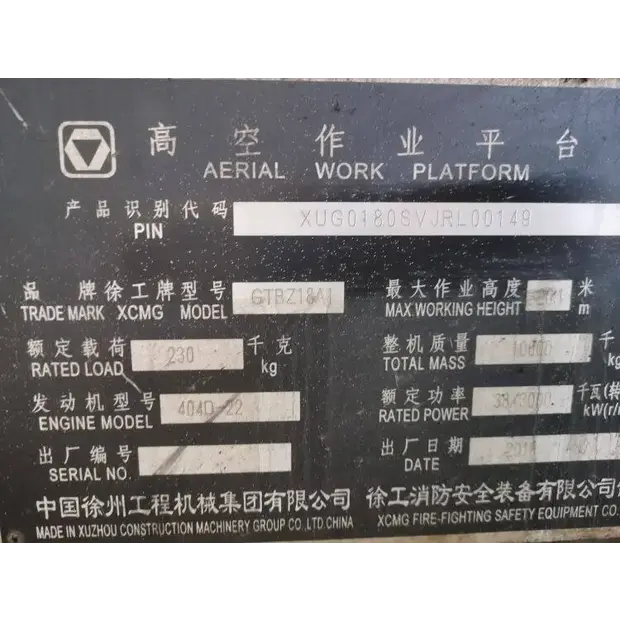 高空作业平台
AERIAL WORK PLATFORM
产品识别代码
PIN XUG0180SVJRL00149
品牌徐工牌型号 GTBZ18A1 最大作业高度 米
TRADE MARK XCMG MODEL MAX WORKING HEIGHT m
额定载荷 230 千克 整机质量 千
RATED LOAD kg TOTAL MASS k
发动机型号 404D-22 额定功率 千瓦(转
ENGINE MODEL RATED POWER kW(r/
出厂编号 出厂日期
SERIAL NO. DATE
中国徐州工程机械集团有限公司 徐工消防安全装备有限公司
MADE IN XUZHOU CONSTRUCTION MACHINERY GROUP CO.,LTD.CHINA XCMG FIRE-FIGHTING SAFETY EQUIPMENT CO.